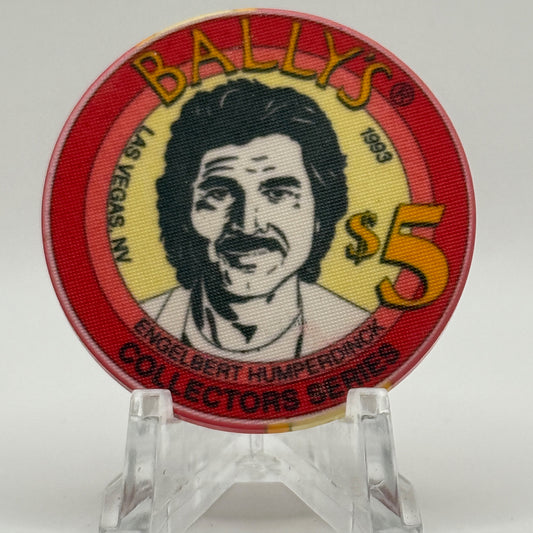 BALLY'S®
LAS VEGAS, NV
1993
$5
ENGELBERT HUMPERDINCK
COLLECTORS SERIES